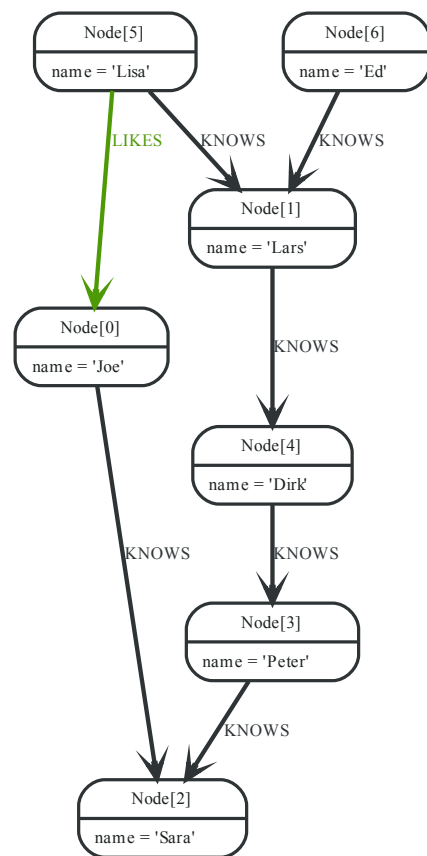 Node[5]
name = 'Lisa'
Node[6]
name = 'Ed'
LIKES
KNOWS
KNOWS
Node[1]
name = 'Lars'
Node[0]
name = 'Joe'
KNOWS
Node[4]
name = 'Dirk'
KNOWS
KNOWS
Node[3]
name = 'Peter'
KNOWS
Node[2]
name = 'Sara'